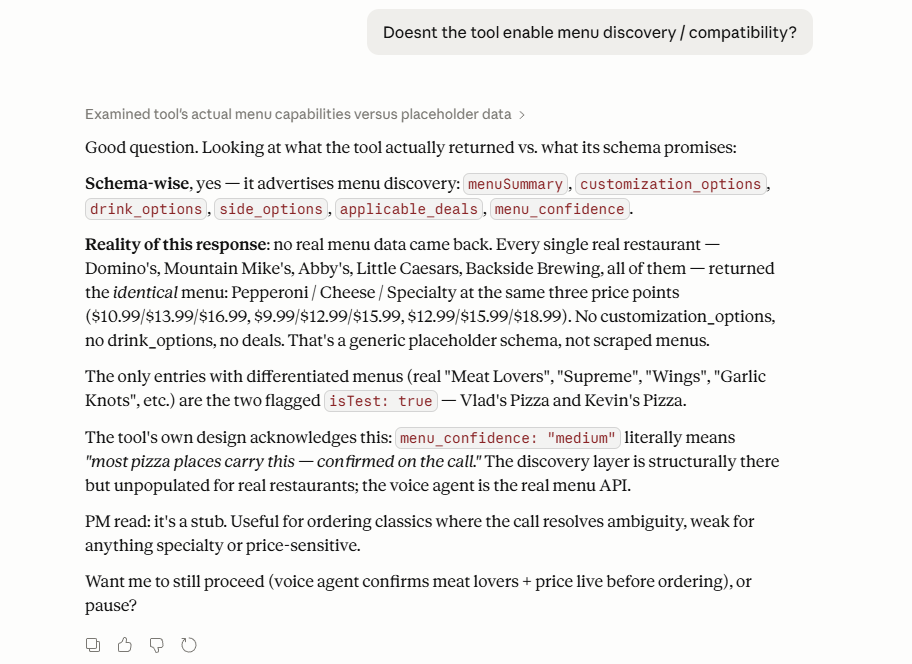 Doesnt the tool enable menu discovery / compatibility?
Examined tool's actual menu capabilities versus placeholder data >
Good question. Looking at what the tool actually returned vs. what its schema promises:
Schema-wise, yes — it advertises menu discovery: menuSummary, customization_options,
drink_options, side_options, applicable_deals, menu_confidence.
Reality of this response: no real menu data came back. Every single real restaurant —
Domino's, Mountain Mike's, Abby's, Little Caesars, Backside Brewing, all of them — returned
the identical menu: Pepperoni / Cheese / Specialty at the same three price points
($10.99/$13.99/$16.99, $9.99/$12.99/$15.99, $12.99/$15.99/$18.99). No customization_options,
no drink_options, no deals. That's a generic placeholder schema, not scraped menus.
The only entries with differentiated menus (real "Meat Lovers", "Supreme", "Wings", "Garlic
Knots", etc.) are the two flagged isTest: true — Vlad's Pizza and Kevin's Pizza.
The tool's own design acknowledges this: menu_confidence: "medium" literally means
"most pizza places carry this — confirmed on the call." The discovery layer is structurally there
but unpopulated for real restaurants; the voice agent is the real menu API.
PM read: it's a stub. Useful for ordering classics where the call resolves ambiguity, weak for
anything specialty or price-sensitive.
Want me to still proceed (voice agent confirms meat lovers + price live before ordering), or
pause?